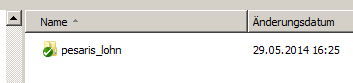 Name Änderungsdatum
pesaris_lohn 29.05.2014 16:25